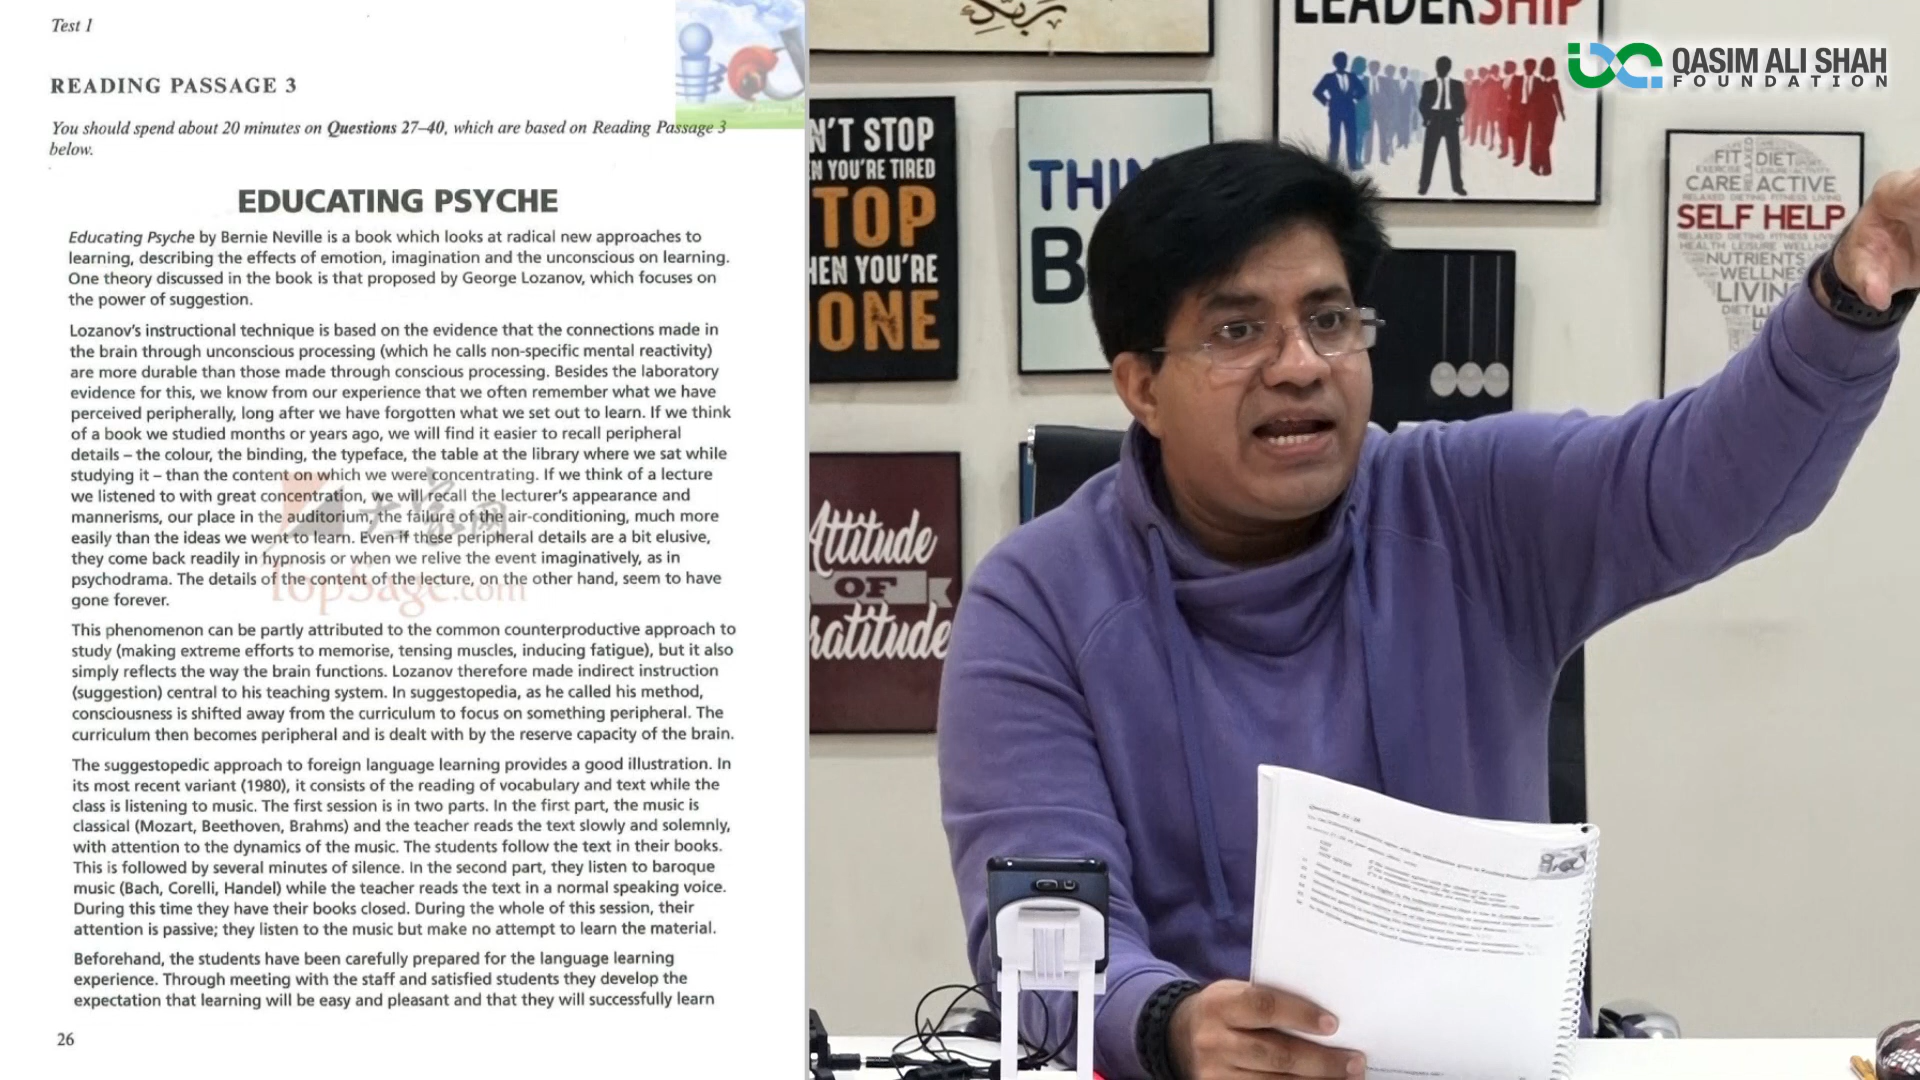 Test 1
READING PASSAGE 3
You should spend about 20 minutes on Questions 27–40, which are based on Reading Passage 3
below.
EDUCATING PSYCHE
Educating Psyche by Bernie Neville is a book which looks at radical new approaches to
learning, describing the effects of emotion, imagination and the unconscious on learning.
One theory discussed in the book is that proposed by George Lozanov, which focuses on
the power of suggestion.
Lozanov's instructional technique is based on the evidence that the connections made in
the brain through unconscious processing (which he calls non-specific mental reactivity)
are more durable than those made through conscious processing. Besides the laboratory
evidence for this, we know from our experience that we often remember what we have
perceived peripherally, long after we have forgotten what we set out to learn. If we think
of a book we studied months or years ago, we will find it easier to recall peripheral
details – the colour, the binding, the typeface, the table at the library where we sat while
studying it – than the content on which we were concentrating. If we think of a lecture
we listened to with great concentration, we will recall the lecturer's appearance and
mannerisms, our place in the auditorium, the failure of the air-conditioning, much more
easily than the ideas we went to learn. Even if these peripheral details are a bit elusive,
they come back readily in hypnosis or when we relive the event imaginatively, as in
psychodrama. The details of the content of the lecture, on the other hand, seem to have
gone forever.
TopSage.com
This phenomenon can be partly attributed to the common counterproductive approach to
study (making extreme efforts to memorise, tensing muscles, inducing fatigue), but it also
simply reflects the way the brain functions. Lozanov therefore made indirect instruction
(suggestion) central to his teaching system. In suggestopedia, as he called his method,
consciousness is shifted away from the curriculum to focus on something peripheral. The
curriculum then becomes peripheral and is dealt with by the reserve capacity of the brain.
The suggestopedic approach to foreign language learning provides a good illustration. In
its most recent variant (1980), it consists of the reading of vocabulary and text while the
class is listening to music. The first session is in two parts. In the first part, the music is
classical (Mozart, Beethoven, Brahms) and the teacher reads the text slowly and solemnly,
with attention to the dynamics of the music. The students follow the text in their books.
This is followed by several minutes of silence. In the second part, they listen to baroque
music (Bach, Corelli, Handel) while the teacher reads the text in a normal speaking voice.
During this time they have their books closed. During the whole of this session, their
attention is passive; they listen to the music but make no attempt to learn the material.
Beforehand, the students have been carefully prepared for the language learning
experience. Through meeting with the staff and satisfied students they develop the
expectation that learning will be easy and pleasant and that they will successfully learn
26
LEADERSHIP
QASIM ALI SHAH
FOUNDATION
N'T STOP
EN YOU'RE TIRED
TOP
HEN YOU'RE
ONE
THIN
B
Attitude
OF
ratitude
FIT DIET
CARE ACTIVE
SELF HELP
NUTRIENTS
WELLNES
LIVING
DIET